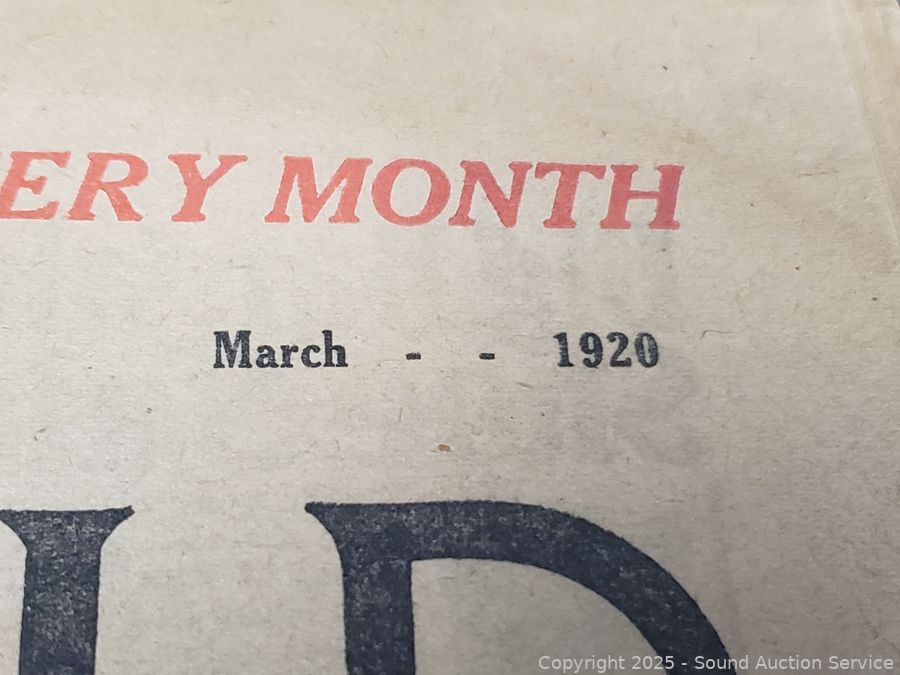 ERY MONTH
March - - 1920
D
Copyright 2025 - Sound Auction Service